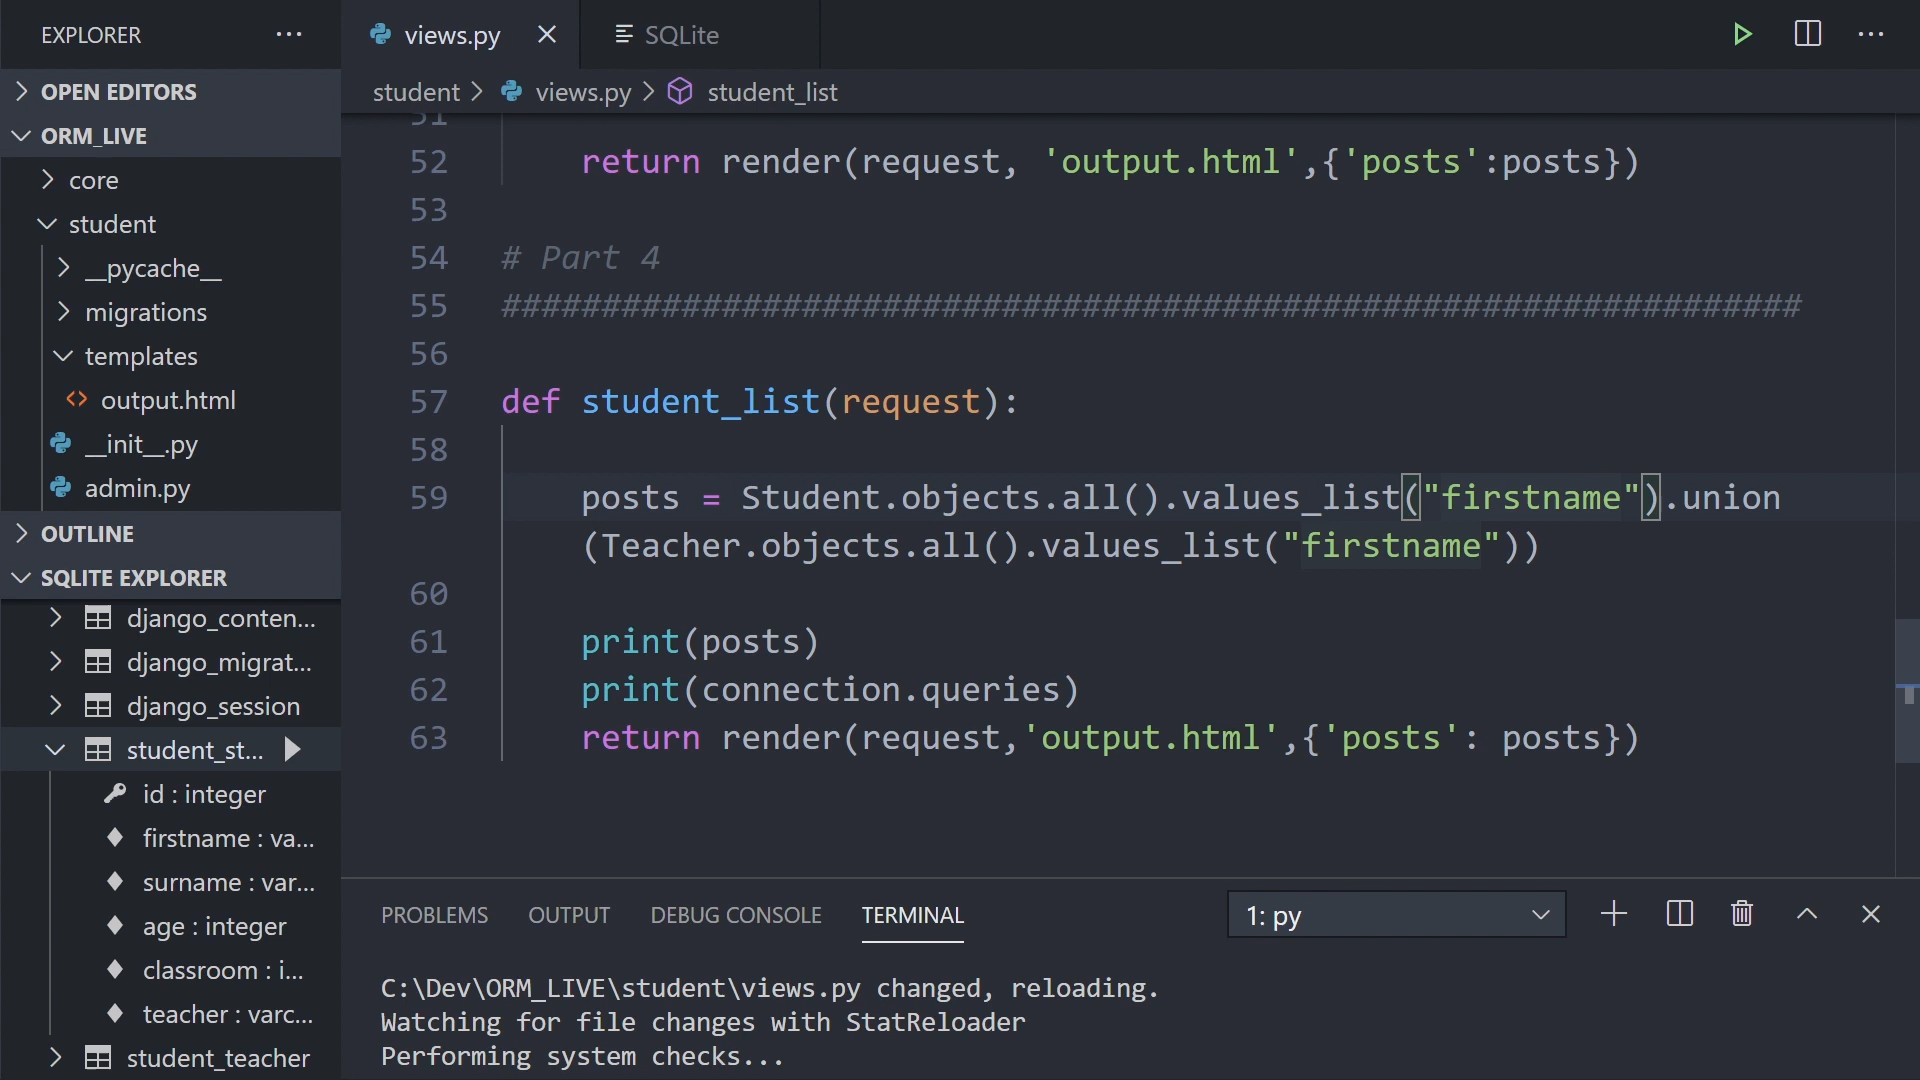 EXPLORER
views.py
SQLite
OPEN EDITORS
ORM_LIVE
core
student
__pycache__
migrations
templates
output.html
__init__.py
admin.py
OUTLINE
SQLITE EXPLORER
django_conten...
django_migrat...
django_session
student_st...
id : integer
firstname : va...
surname : var...
age : integer
classroom : i...
teacher : varc...
student_teacher
student > views.py > student_list
51
52 return render(request, 'output.html',{'posts':posts})
53
54 # Part 4
55 #################################################################
56
57 def student_list(request):
58
59 posts = Student.objects.all().values_list("firstname").union
(Teacher.objects.all().values_list("firstname"))
60
61 print(posts)
62 print(connection.queries)
63 return render(request,'output.html',{'posts': posts})
PROBLEMS OUTPUT DEBUG CONSOLE TERMINAL 1: py
C:\Dev\ORM_LIVE\student\views.py changed, reloading.
Watching for file changes with StatReloader
Performing system checks...